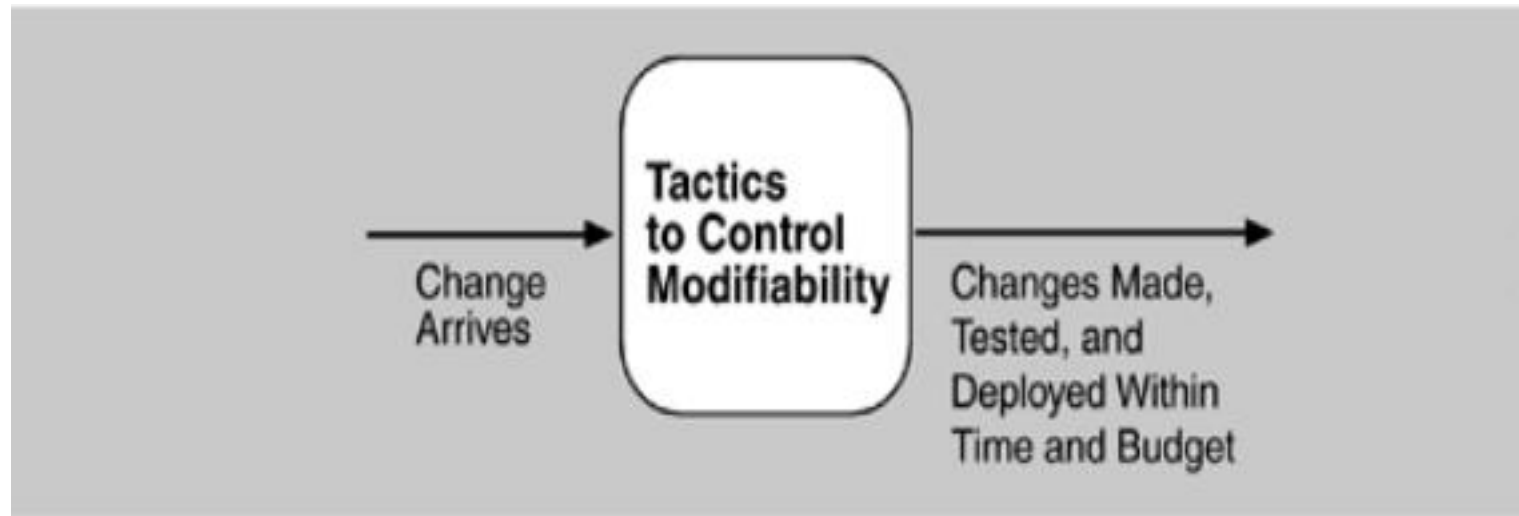 Change
Arrives
Tactics
to Control
Modifiability
Changes Made,
Tested, and
Deployed Within
Time and Budget